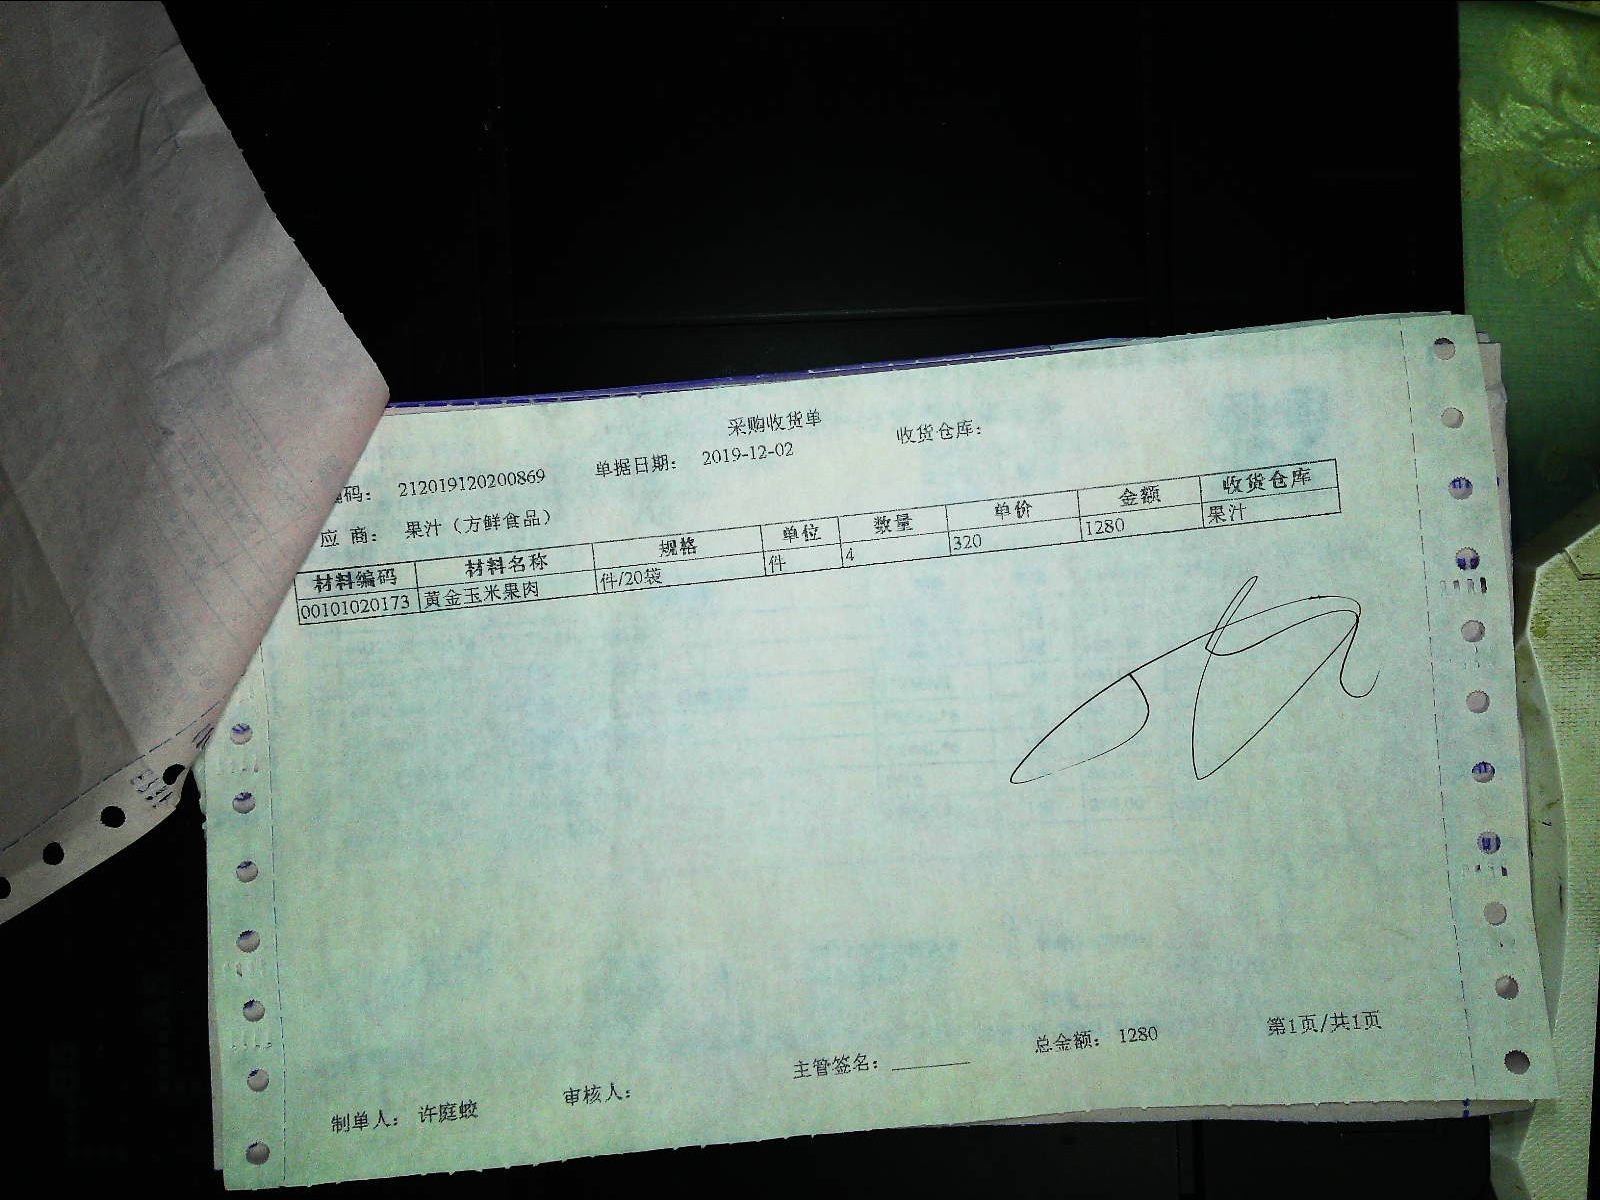 采购收货单
码： 212019120200869 单据日期： 2019-12-02 收货仓库：
应 商： 果汁（方鲜食品）
材料编码 材料名称 规格 单位 数量 单价 金额 收货仓库
00101020173 黄金玉米果肉 件/20袋 件 4 320 1280 果汁
制单人： 许庭蛟 审核人： 主管签名： 总金额： 1280 第1页/共1页